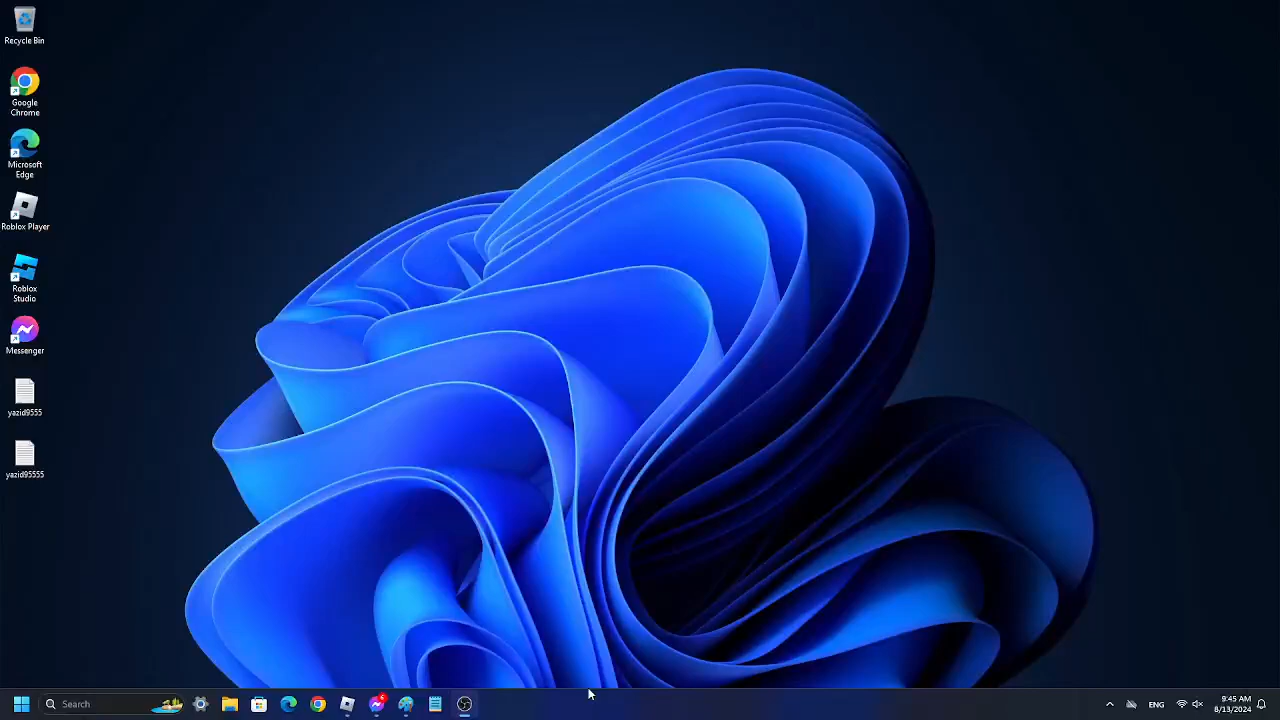 Recycle Bin
Google
Chrome
Microsoft
Edge
Roblox Player
Roblox
Studio
Messenger
yazid9555
yazid95555
Search
6
ENG
9:45 AM
8/13/2024